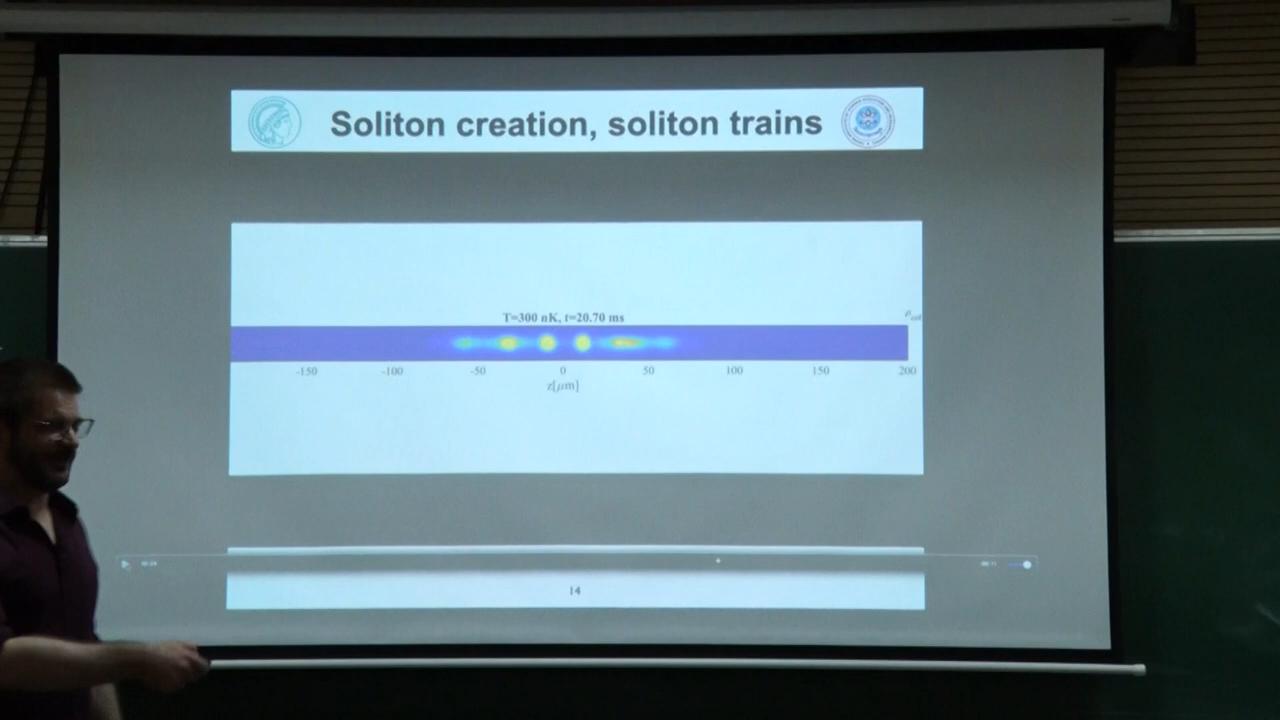 Soliton creation, soliton trains
T=300 nK, t=20.70 ms
-150 -100 -50 0 50 100 150 200
z[μm]
14